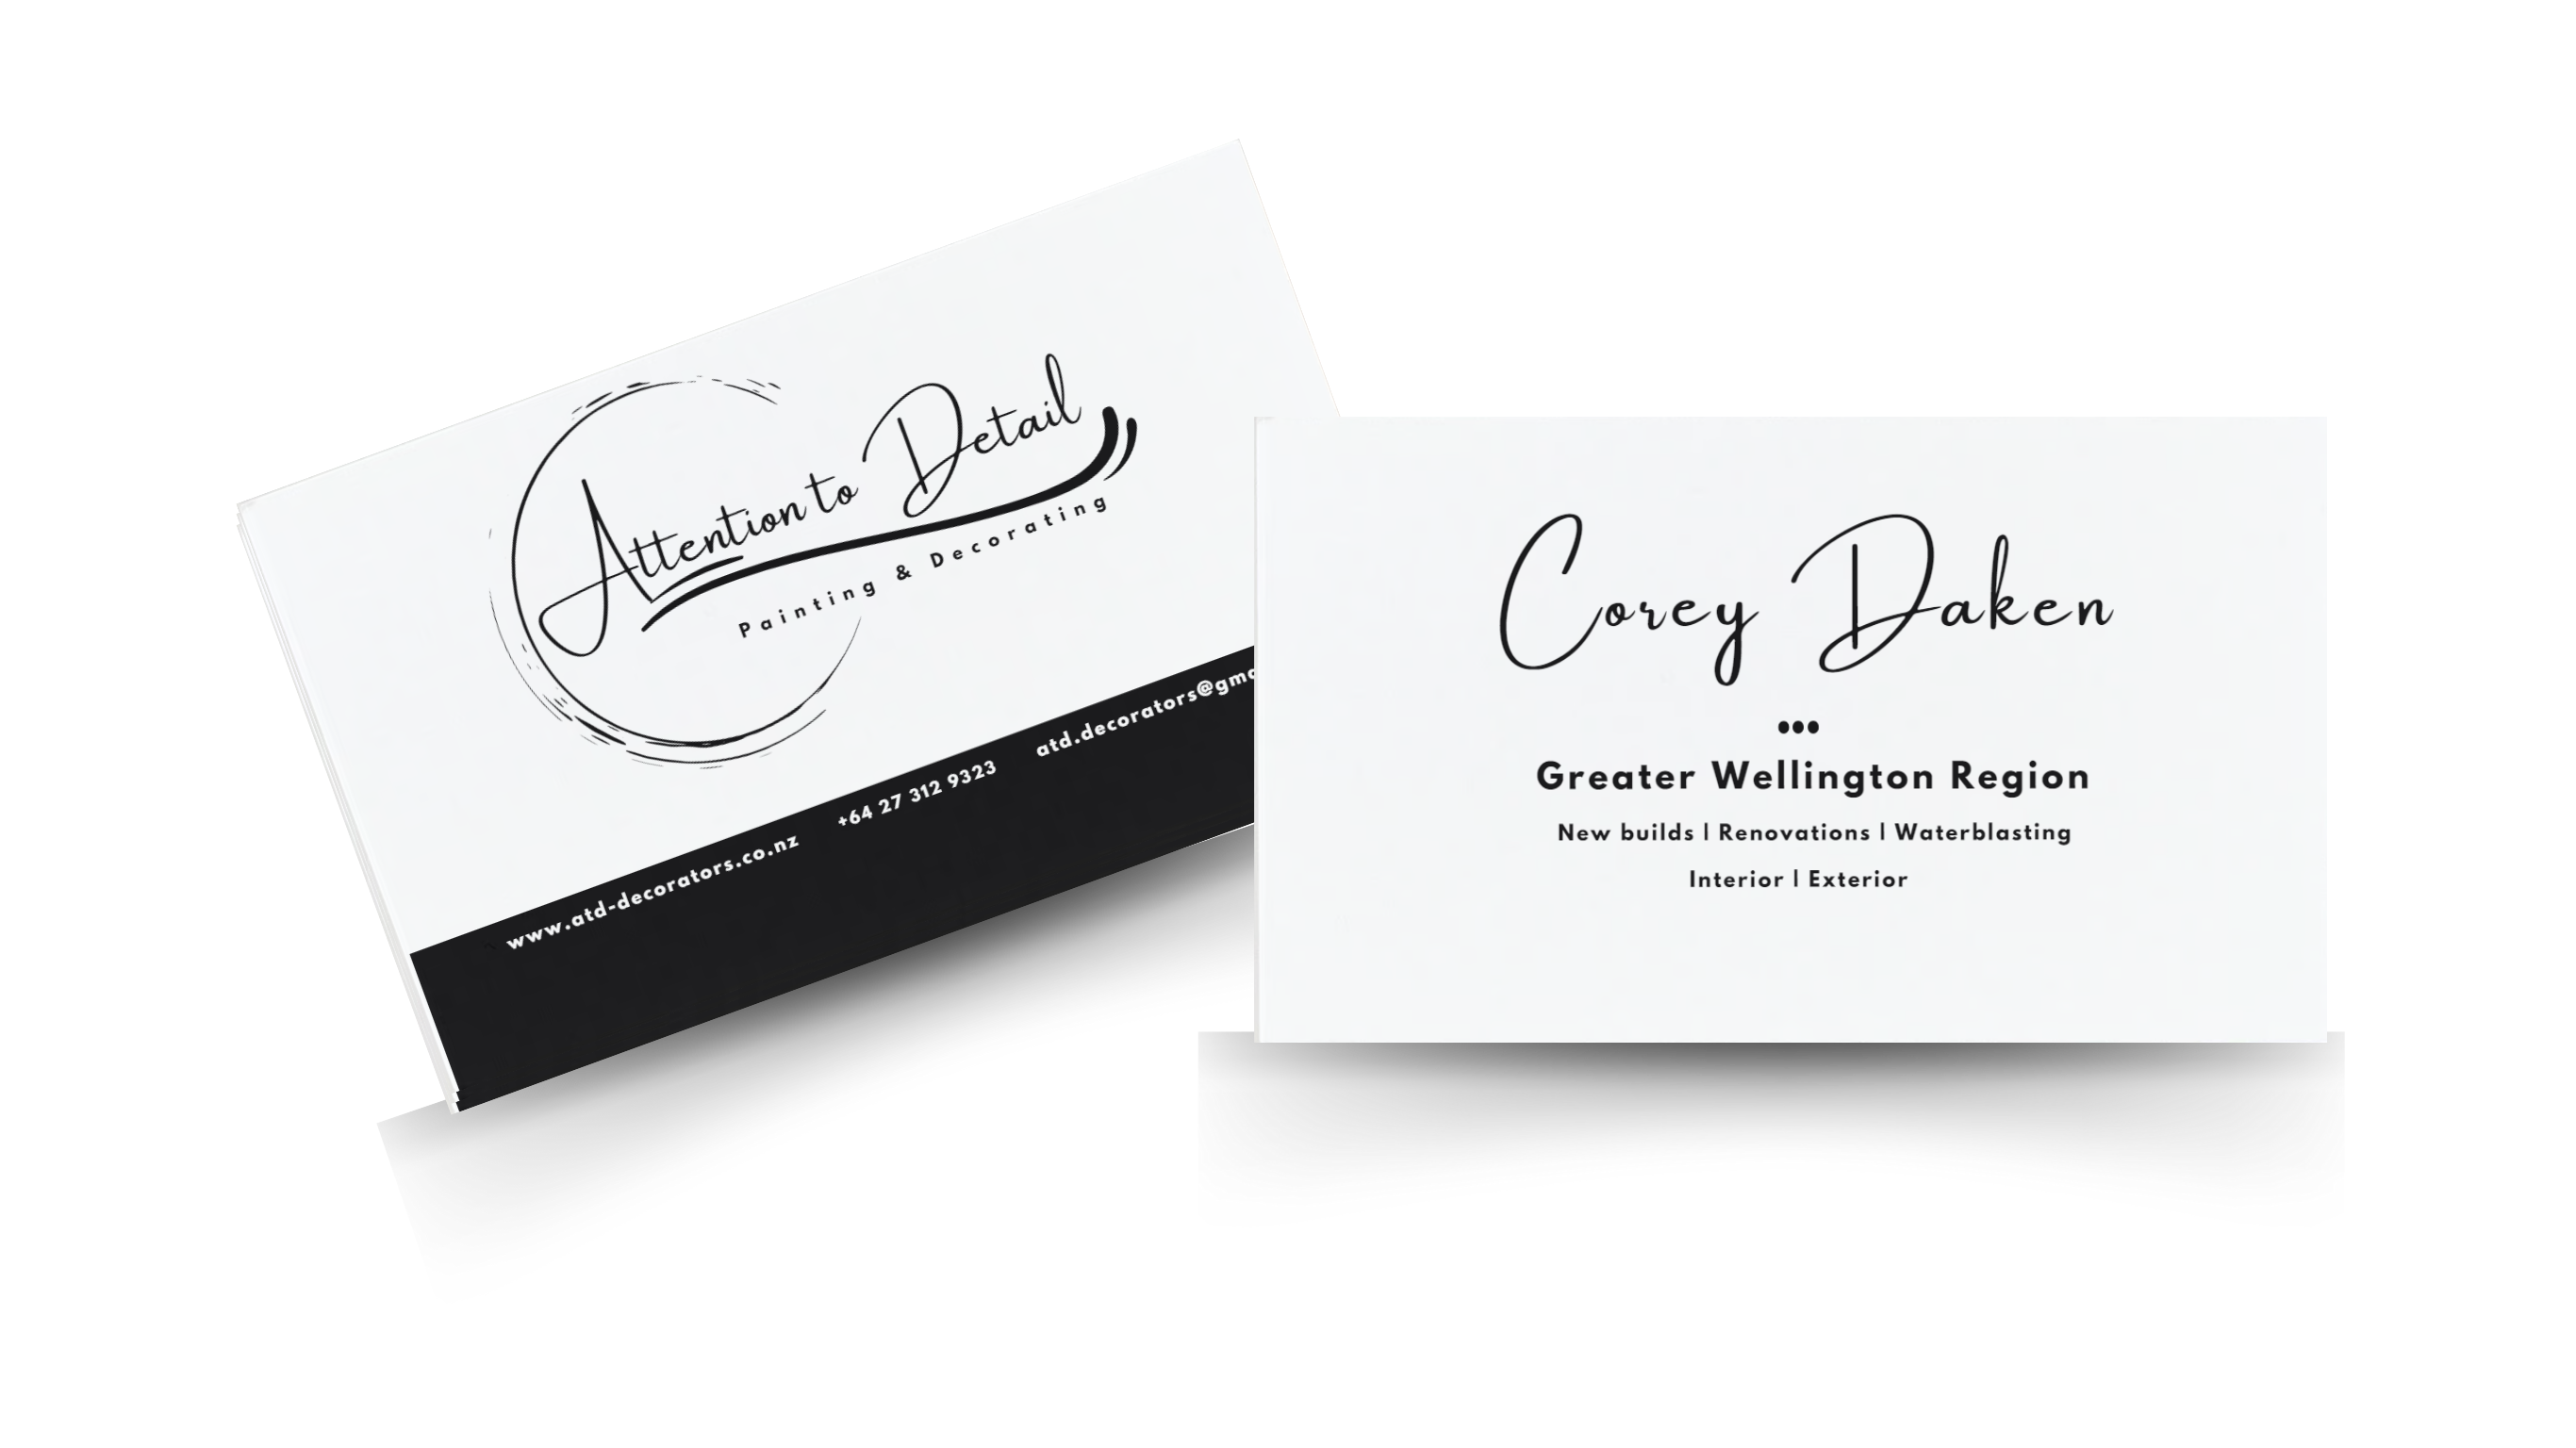 Attention to Detail
Painting & Decorating
www.atd-decorators.co.nz +64 27 312 9323
Corey Daken
Greater Wellington Region
New builds | Renovations | Waterblasting
Interior | Exterior